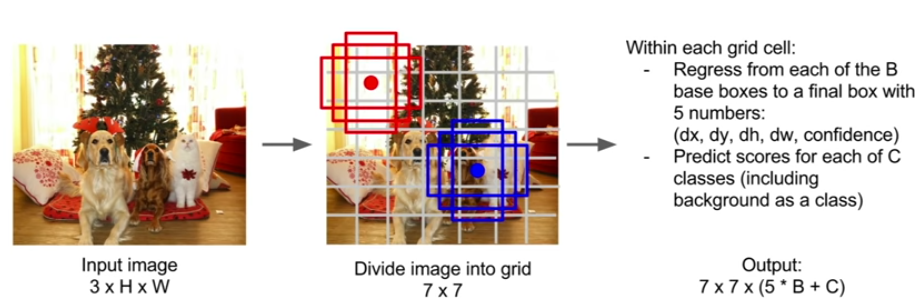 Input image
3 x H x W
Divide image into grid
7 x 7
Within each grid cell:
- Regress from each of the B
base boxes to a final box with
5 numbers:
(dx, dy, dh, dw, confidence)
- Predict scores for each of C
classes (including
background as a class)
Output:
7 x 7 x (5 * B + C)